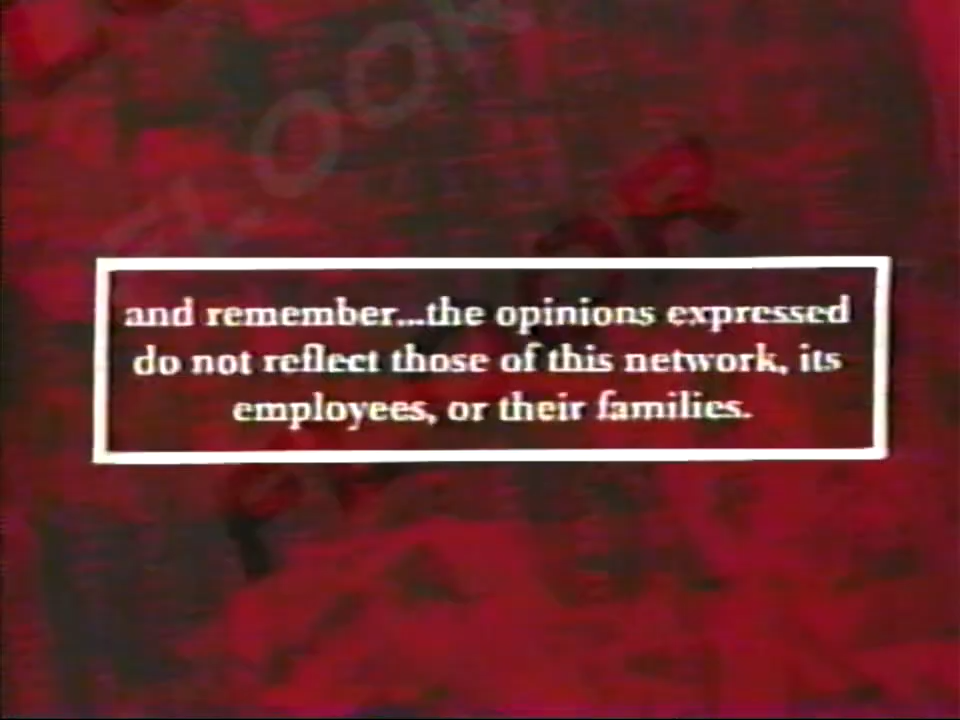 and remember...the opinions expressed
do not reflect those of this network, its
employees, or their families.